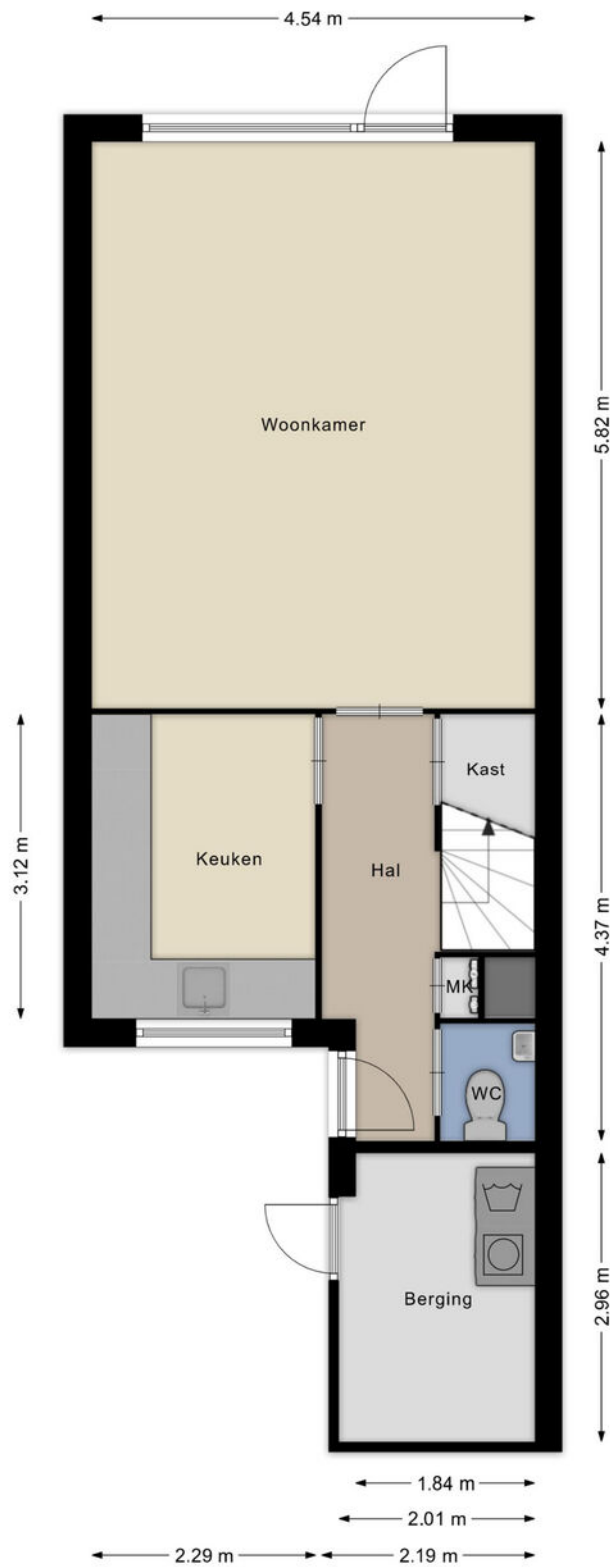 4.54 m
5.82 m
Woonkamer
Kast
3.12 m
Keuken
Hal
4.37 m
MK
WC
2.96 m
Berging
1.84 m
2.01 m
2.29 m
2.19 m